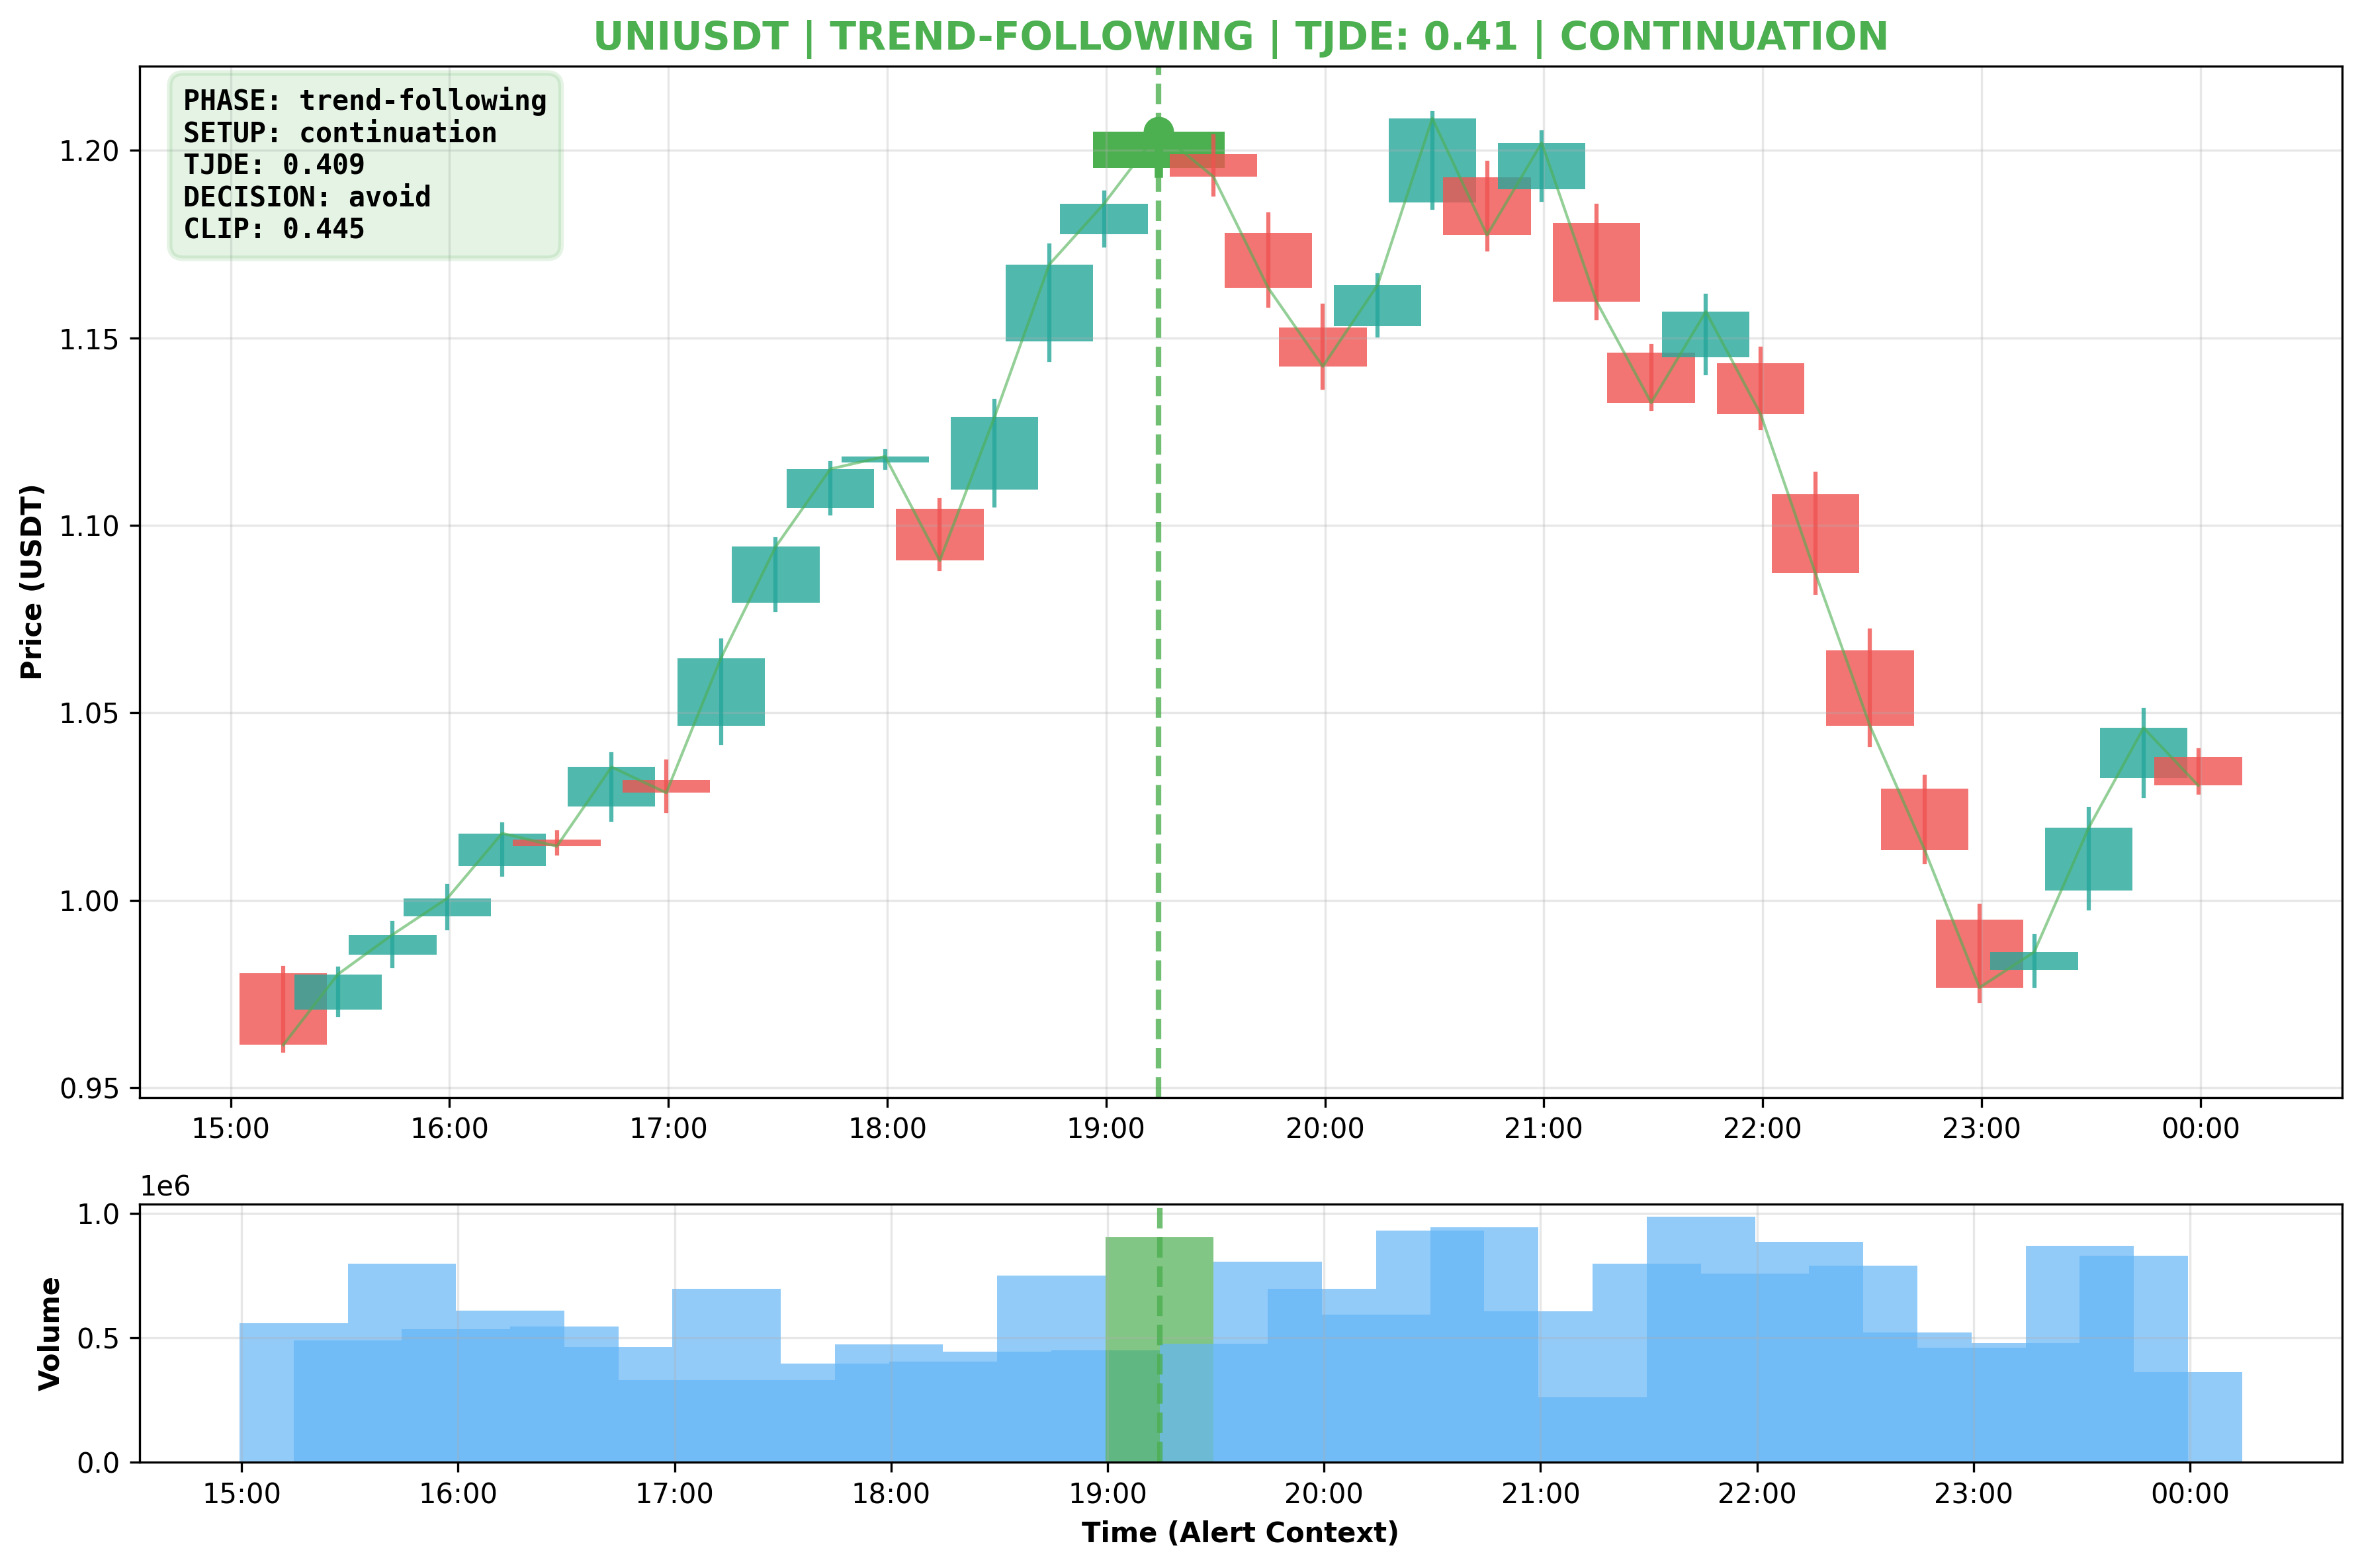 UNIUSDT | TREND-FOLLOWING | TJDE: 0.41 | CONTINUATION
PHASE: trend-following
SETUP: continuation
TJDE: 0.409
DECISION: avoid
CLIP: 0.445
Price (USDT)
1.20
1.15
1.10
1.05
1.00
0.95
15:00 16:00 17:00 18:00 19:00 20:00 21:00 22:00 23:00 00:00
1e6
Volume
1.0
0.5
0.0
15:00 16:00 17:00 18:00 19:00 20:00 21:00 22:00 23:00 00:00
Time (Alert Context)